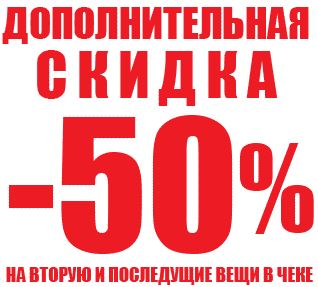 ДОПОЛНИТЕЛЬНАЯ
СКИДКА
-50%
НА ВТОРУЮ И ПОСЛЕДУЩИЕ ВЕЩИ В ЧЕКЕ